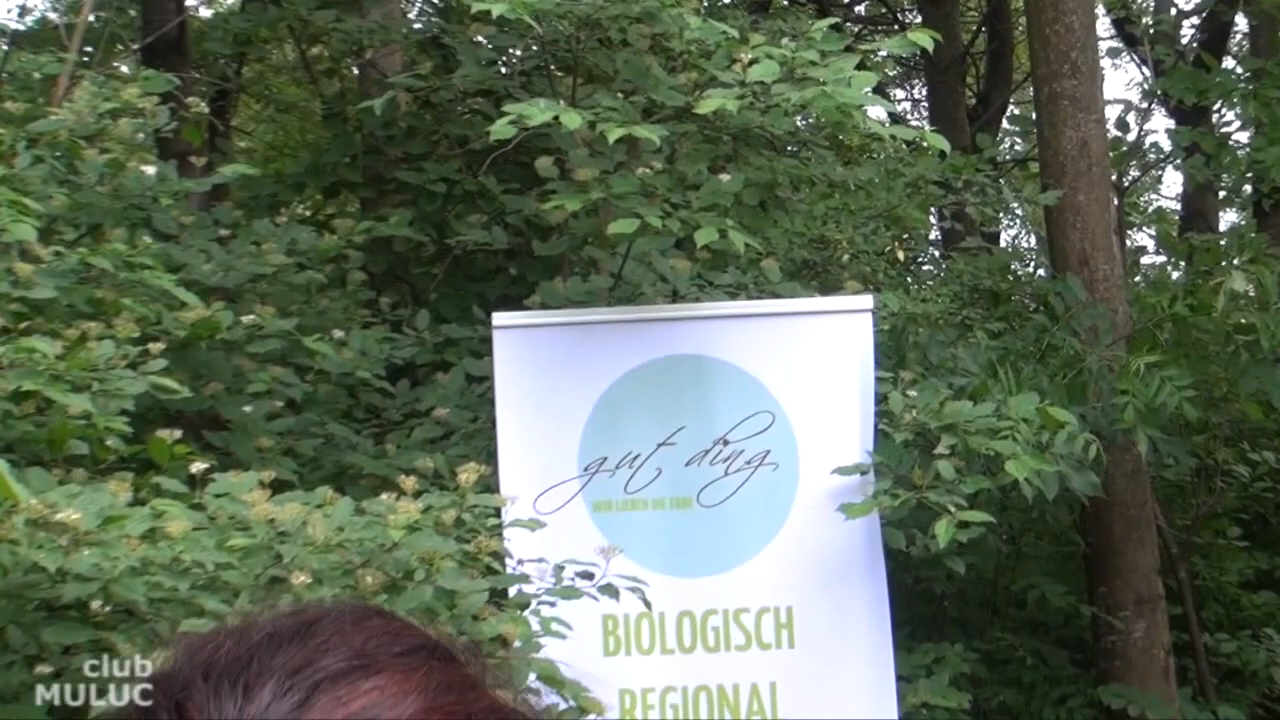 gut ding
WIR LIEBEN DIE ERDE
BIOLOGISCH
REGIONAL
club
MULUC